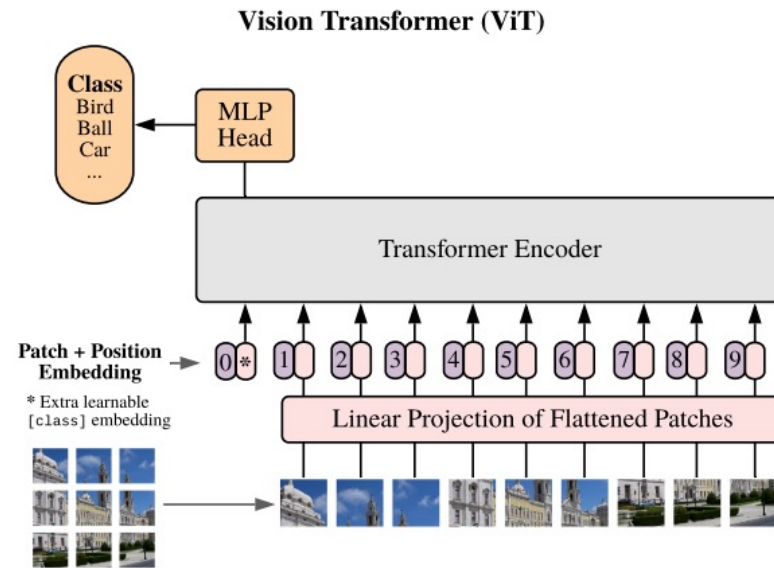 Vision Transformer (ViT)
Class
Bird
Ball
Car
...
MLP
Head
Transformer Encoder
Patch + Position
Embedding
0 * 1 2 3 4 5 6 7 8 9
* Extra learnable
[class] embedding
Linear Projection of Flattened Patches